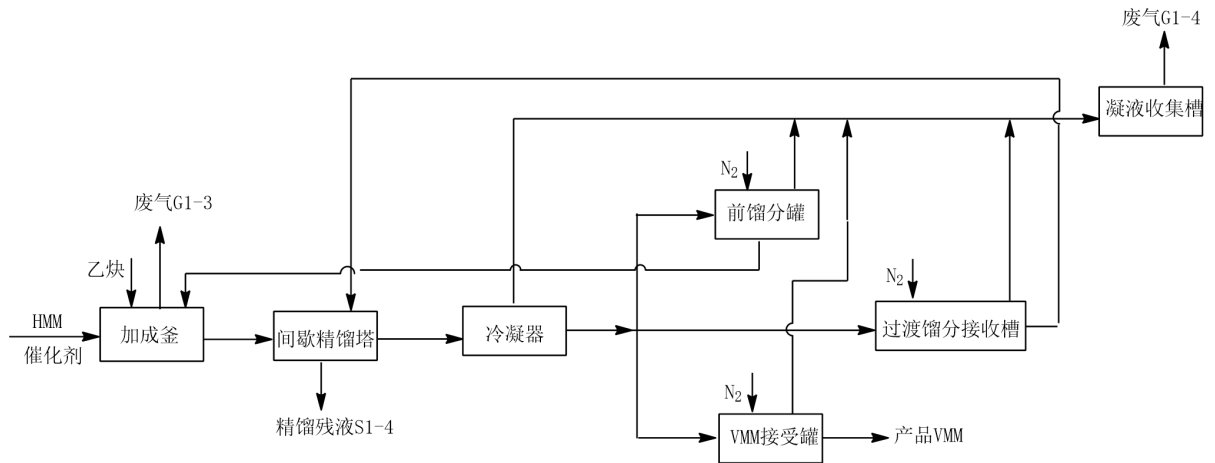 废气G1-4
凝液收集槽
N2
前馏分罐
废气G1-3
乙炔
N2
HMM
催化剂
加成釜
间歇精馏塔
冷凝器
过渡馏分接收槽
N2
精馏残液S1-4
VMM接受罐
产品VMM